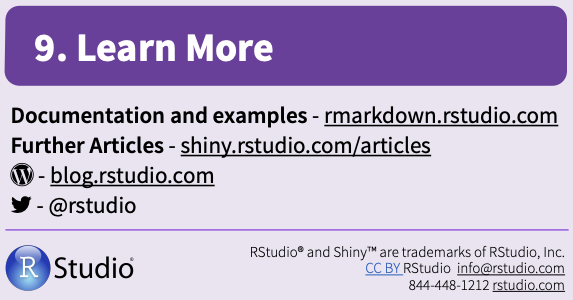 9. Learn More
Documentation and examples - rmarkdown.rstudio.com
Further Articles - shiny.rstudio.com/articles
- blog.rstudio.com
- @rstudio
R Studio®
RStudio® and Shiny™ are trademarks of RStudio, Inc.
CC BY RStudio info@rstudio.com
844-448-1212 rstudio.com